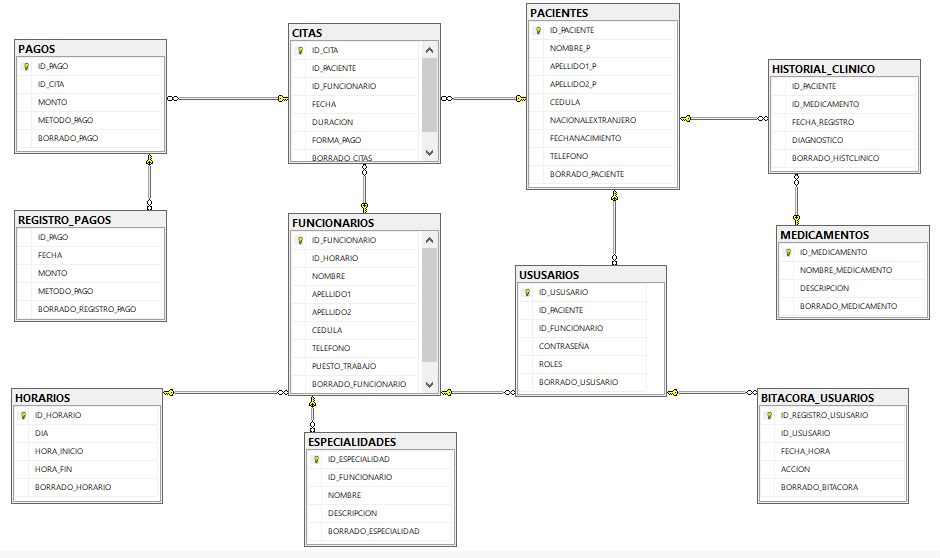 PAGOS
ID_PAGO
ID_CITA
MONTO
METODO_PAGO
BORRADO_PAGO
CITAS
ID_CITA
ID_PACIENTE
ID_FUNCIONARIO
FECHA
DURACION
FORMA_PAGO
BORRADO_CITAS
PACIENTES
ID_PACIENTE
NOMBRE_P
APELLIDO1_P
APELLIDO2_P
CEDULA
NACIONALEXTRANJERO
FECHANACIMIENTO
TELEFONO
BORRADO_PACIENTE
HISTORIAL_CLINICO
ID_PACIENTE
ID_MEDICAMENTO
FECHA_REGISTRO
DIAGNOSTICO
BORRADO_HISTCLINICO
REGISTRO_PAGOS
ID_PAGO
FECHA
MONTO
METODO_PAGO
BORRADO_REGISTRO_PAGO
FUNCIONARIOS
ID_FUNCIONARIO
ID_HORARIO
NOMBRE
APELLIDO1
APELLIDO2
CEDULA
TELEFONO
PUESTO_TRABAJO
BORRADO_FUNCIONARIO
USUSARIOS
ID_USUSARIO
ID_PACIENTE
ID_FUNCIONARIO
CONTRASEÑA
ROLES
BORRADO_USUSARIO
MEDICAMENTOS
ID_MEDICAMENTO
NOMBRE_MEDICAMENTO
DESCRIPCION
BORRADO_MEDICAMENTO
HORARIOS
ID_HORARIO
DIA
HORA_INICIO
HORA_FIN
BORRADO_HORARIO
ESPECIALIDADES
ID_ESPECIALIDAD
ID_FUNCIONARIO
NOMBRE
DESCRIPCION
BORRADO_ESPECIALIDAD
BITACORA_USUARIOS
ID_REGISTRO_USUSARIO
ID_USUSARIO
FECHA_HORA
ACCION
BORRADO_BITACORA